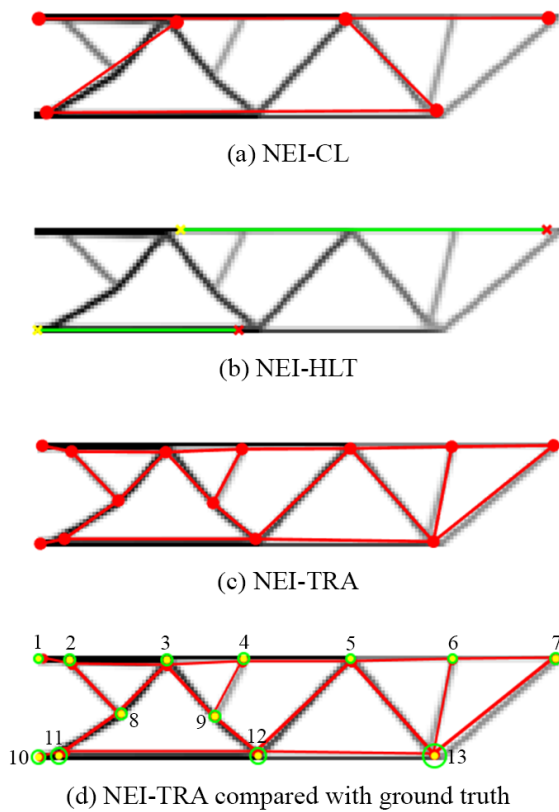 (a) NEI-CL
(b) NEI-HLT
(c) NEI-TRA
1 2 3 4 5 6 7
8 9
10 11 12 13
(d) NEI-TRA compared with ground truth